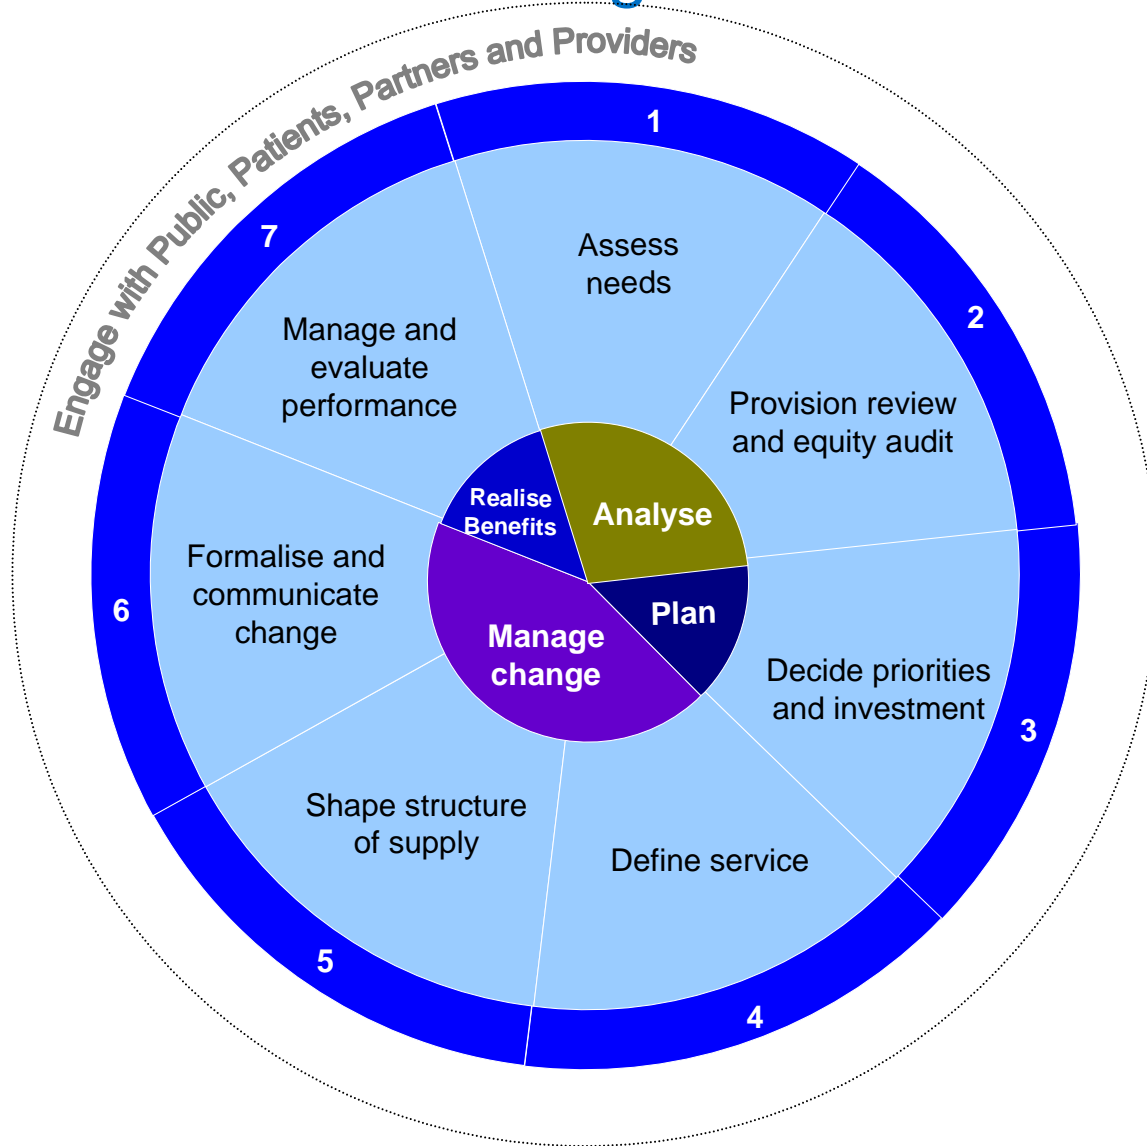 Engage with Public, Patients, Partners and Providers
1
Assess
needs
2
Provision review
and equity audit
3
Decide priorities
and investment
4
Define service
5
Shape structure
of supply
6
Formalise and
communicate
change
7
Manage and
evaluate
performance
Analyse
Plan
Manage
change
Realise
Benefits